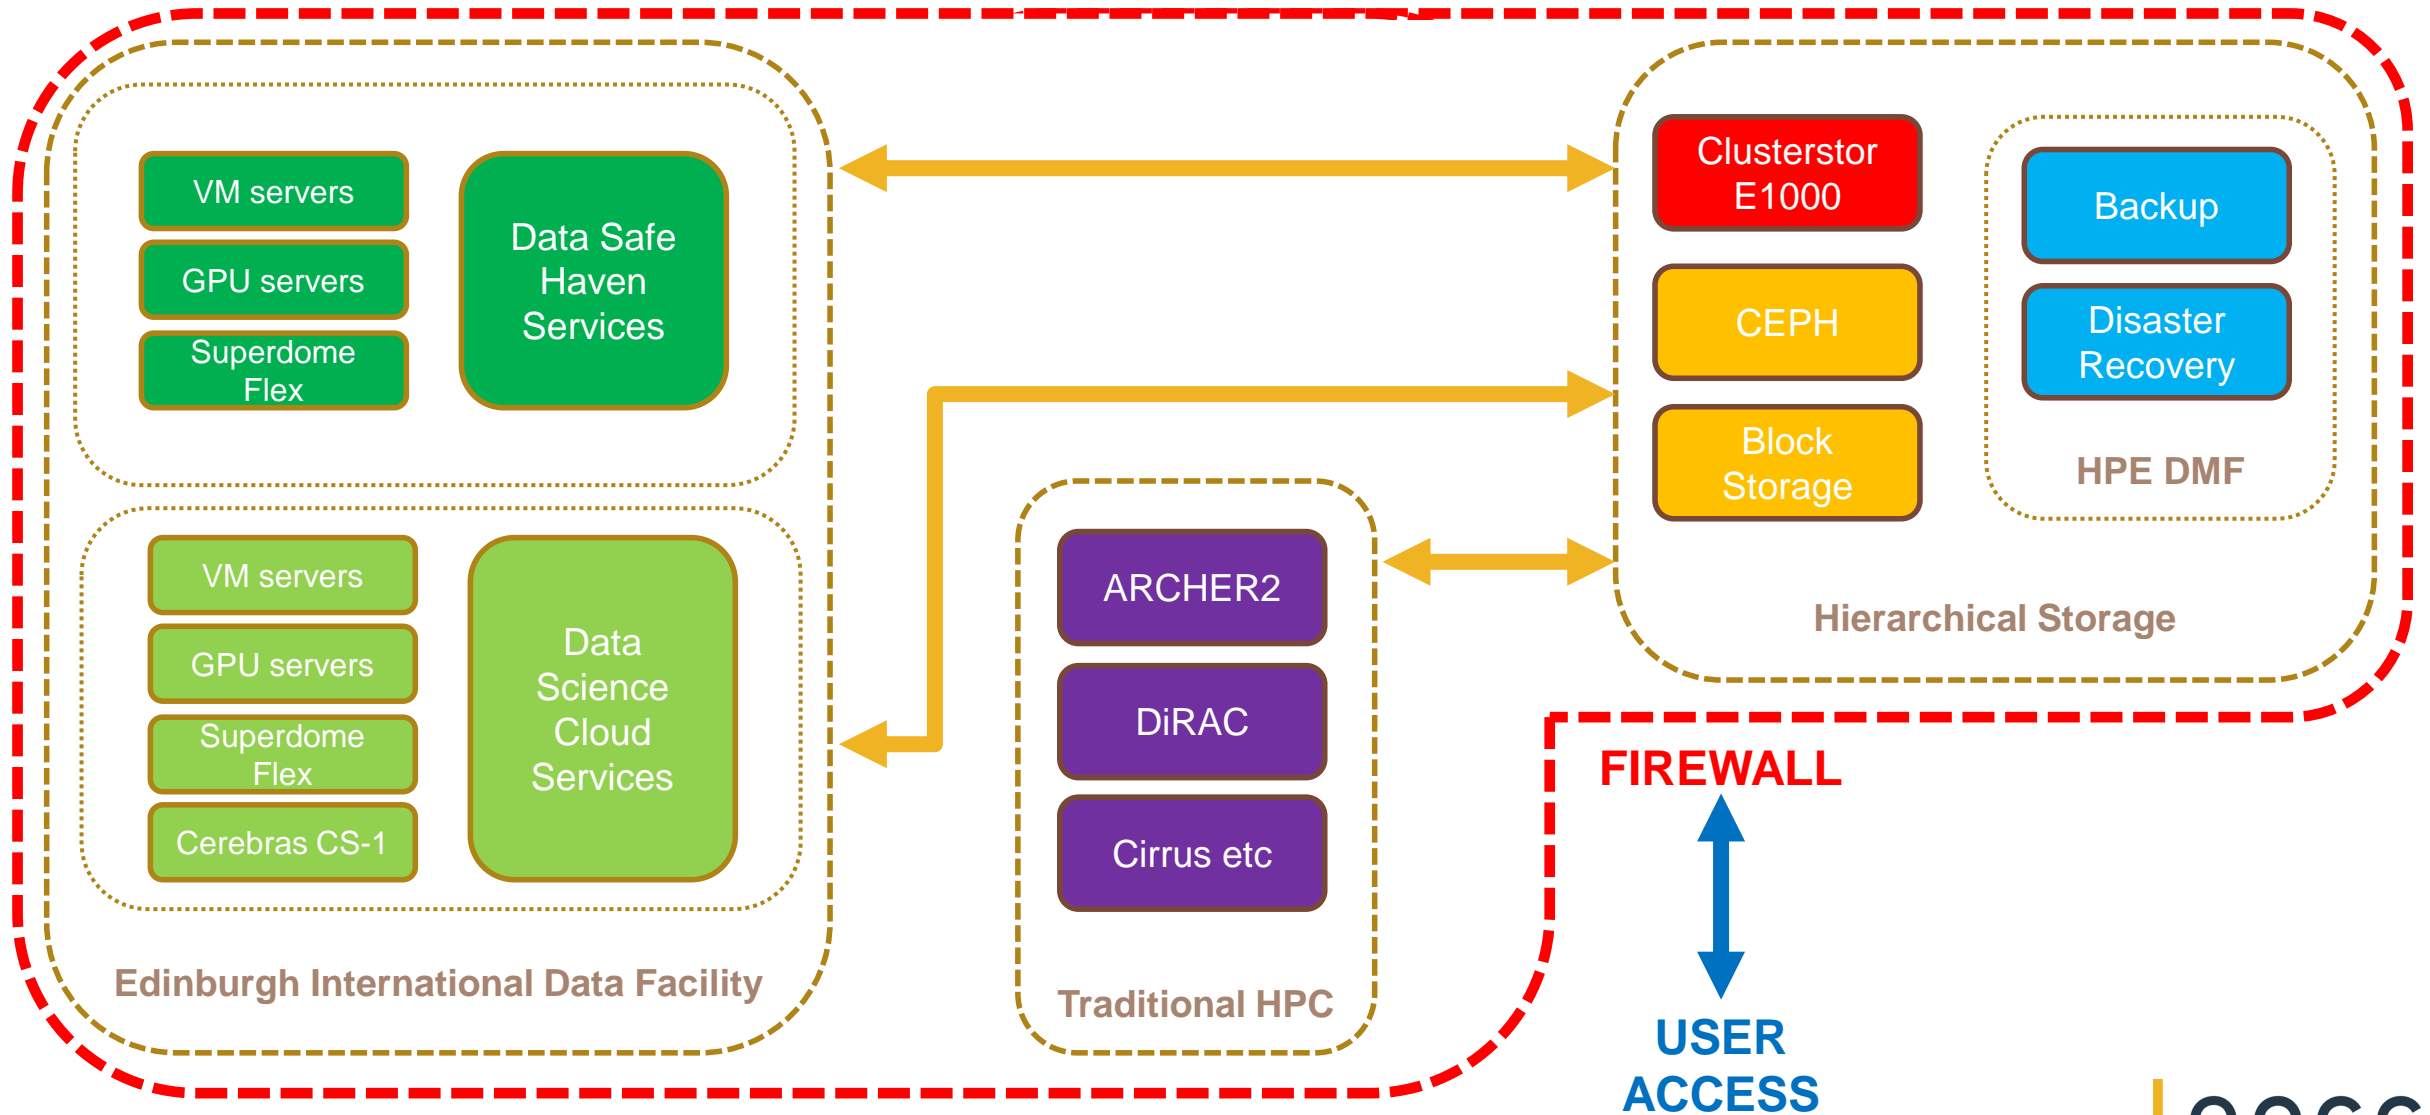 VM servers
GPU servers
Superdome
Flex
Data Safe
Haven
Services
VM servers
GPU servers
Superdome
Flex
Cerebras CS-1
Data
Science
Cloud
Services
Edinburgh International Data Facility
ARCHER2
DiRAC
Cirrus etc
Traditional HPC
Clusterstor
E1000
CEPH
Block
Storage
Backup
Disaster
Recovery
HPE DMF
Hierarchical Storage
FIREWALL
USER
ACCESS